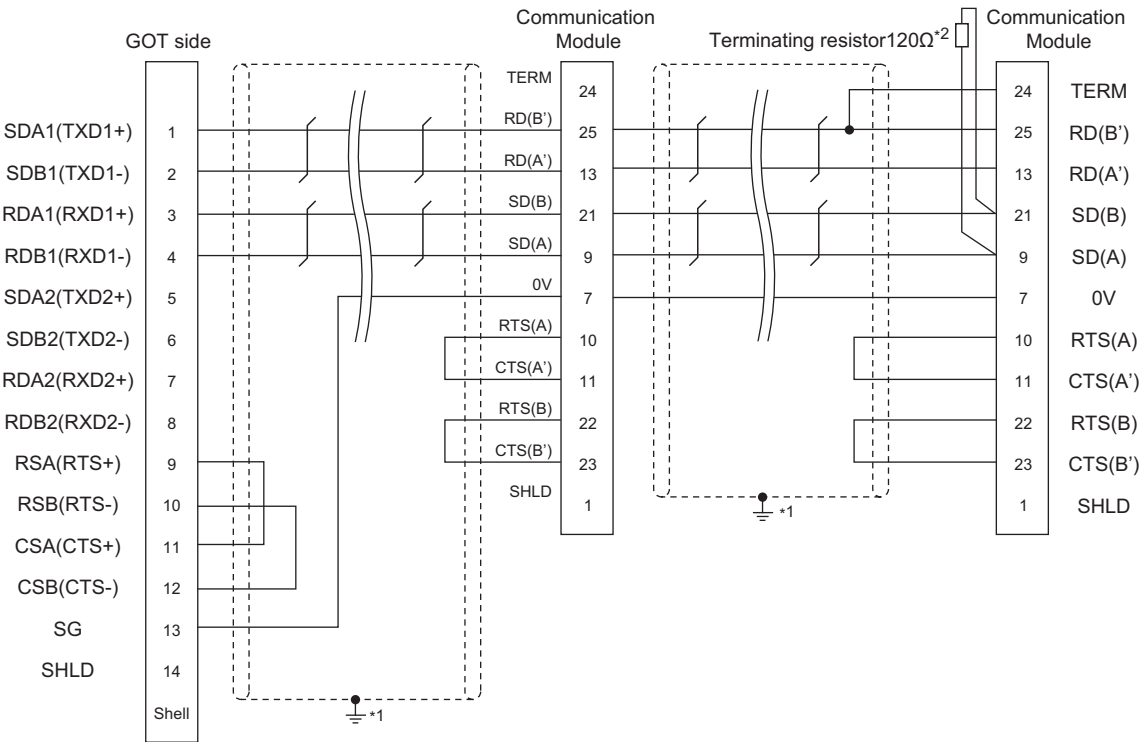 GOT side
Communication
Module
Terminating resistor120Ω*2
Communication
Module
SDA1(TXD1+) 1
SDB1(TXD1-) 2
RDA1(RXD1+) 3
RDB1(RXD1-) 4
SDA2(TXD2+) 5
SDB2(TXD2-) 6
RDA2(RXD2+) 7
RDB2(RXD2-) 8
RSA(RTS+) 9
RSB(RTS-) 10
CSA(CTS+) 11
CSB(CTS-) 12
SG 13
SHLD 14
Shell
*1
TERM 24
RD(B') 25
RD(A') 13
SD(B) 21
SD(A) 9
0V 7
RTS(A) 10
CTS(A') 11
RTS(B) 22
CTS(B') 23
SHLD 1
*1
24 TERM
25 RD(B')
13 RD(A')
21 SD(B)
9 SD(A)
7 0V
10 RTS(A)
11 CTS(A')
22 RTS(B)
23 CTS(B')
1 SHLD